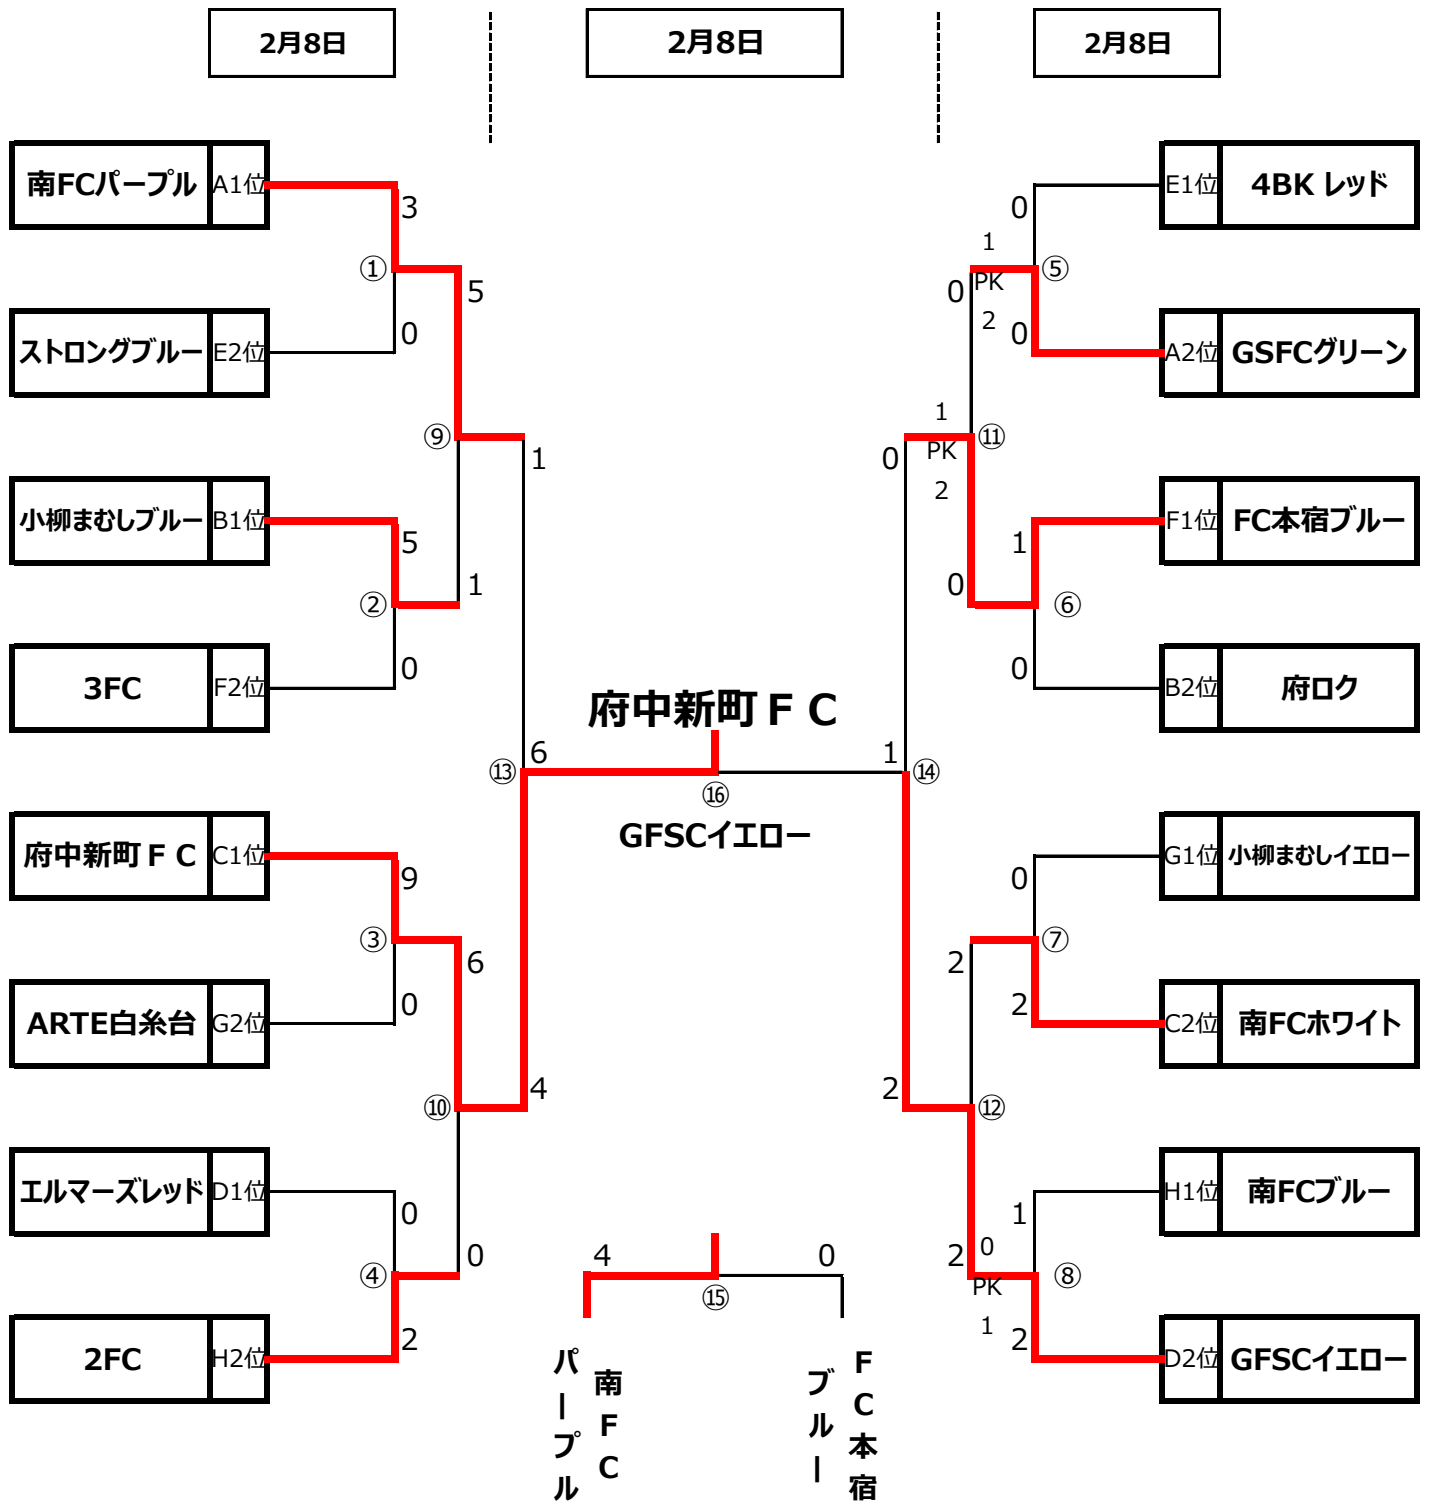 2月8日
2月8日
2月8日
南FCパープル A1位
3
①
5
ストロングブルー E2位
0
⑨
1
小柳まむしブルー B1位
5
②
1
3FC F2位
0
府中新町ＦＣ C1位
9
③
6
ARTE白糸台 G2位
0
⑩
4
エルマーズレッド D1位
0
④
0
2FC H2位
2
⑬
6
府中新町ＦＣ
1
⑭
⑯
GFSCイエロー
E1位 4BK レッド
0
⑤
1
PK
2
0
A2位 GSFCグリーン
0
⑪
1
PK
2
0
F1位 FC本宿ブルー
1
⑥
0
B2位 府ロク
0
G1位 小柳まむしイエロー
0
⑦
2
C2位 南FCホワイト
2
⑫
2
H1位 南FCブルー
1
⑧
2
0
PK
1
D2位 GFSCイエロー
2
4
0
⑮
南FC
パープル
FC本宿
ブルー